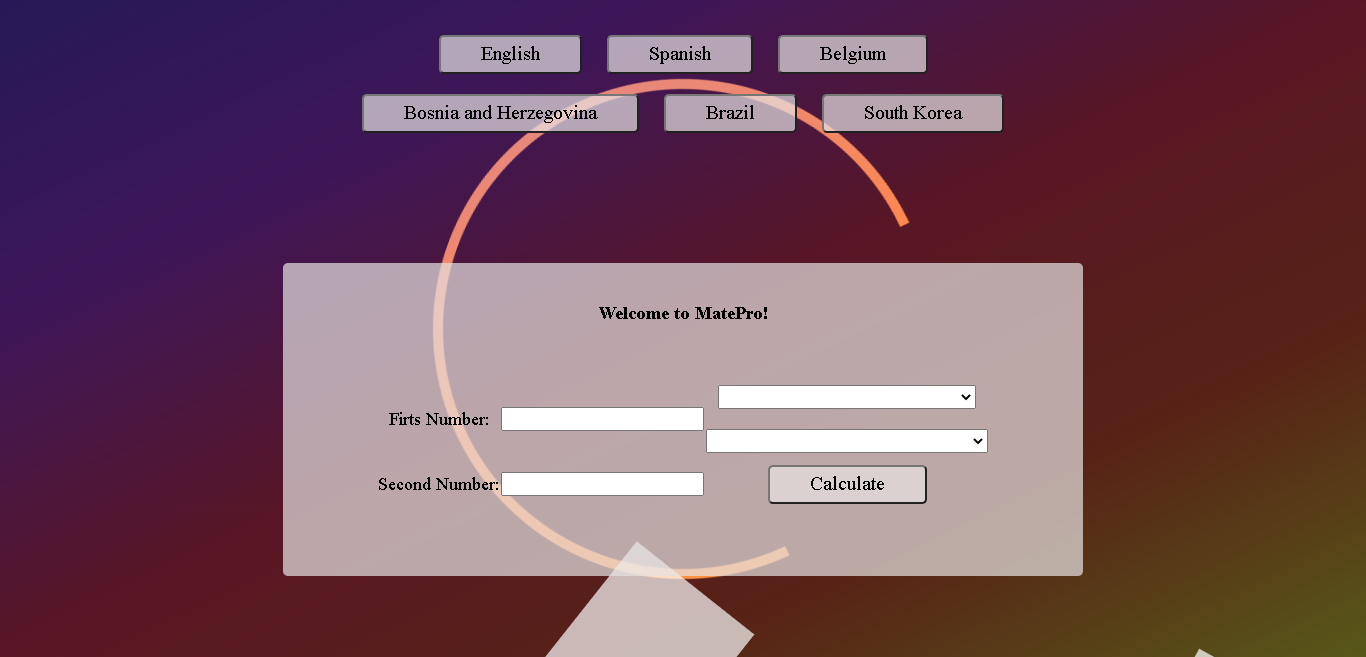 English Spanish Belgium
Bosnia and Herzegovina Brazil South Korea
Welcome to MatePro!
Firts Number:
Second Number:
Calculate